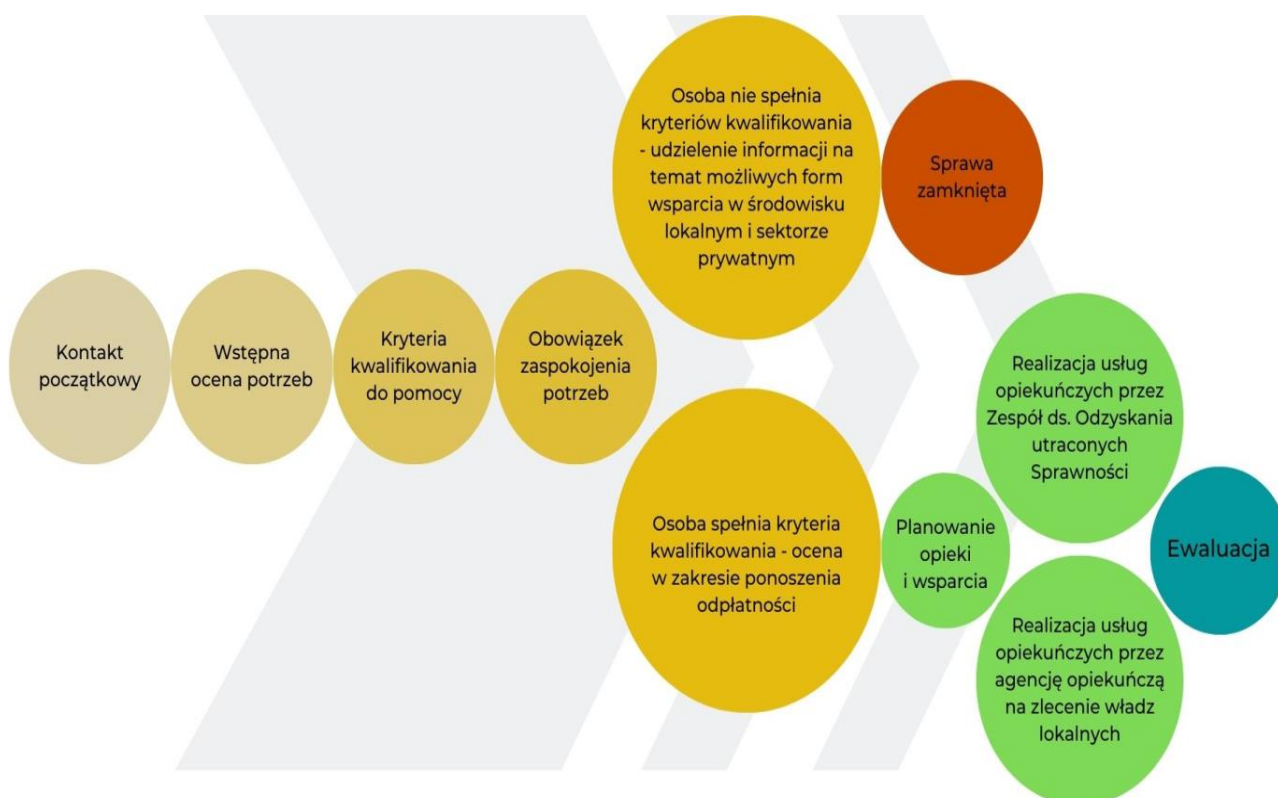 Kontakt
początkowy
Wstępna
ocena potrzeb
Kryteria
kwalifikowania
do pomocy
Obowiązek
zaspokojenia
potrzeb
Osoba nie spełnia
kryteriów kwalifikowania
- udzielenie informacji na
temat możliwych form
wsparcia w środowisku
lokalnym i sektorze
prywatnym
Sprawa
zamknięta
Osoba spełnia kryteria
kwalifikowania - ocena
w zakresie ponoszenia
odpłatności
Planowanie
opieki
i wsparcia
Realizacja usług
opiekuńczych przez
Zespół ds. Odzyskania
utraconych
Sprawności
Realizacja usług
opiekuńczych przez
agencję opiekuńczą
na zlecenie władz
lokalnych
Ewaluacja